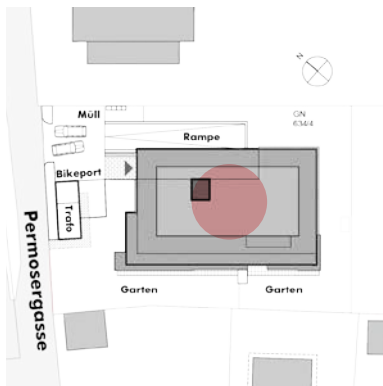 N
Müll
GN
634/4
Rampe
Bikeport
Trafo
Permosergasse
Garten
Garten